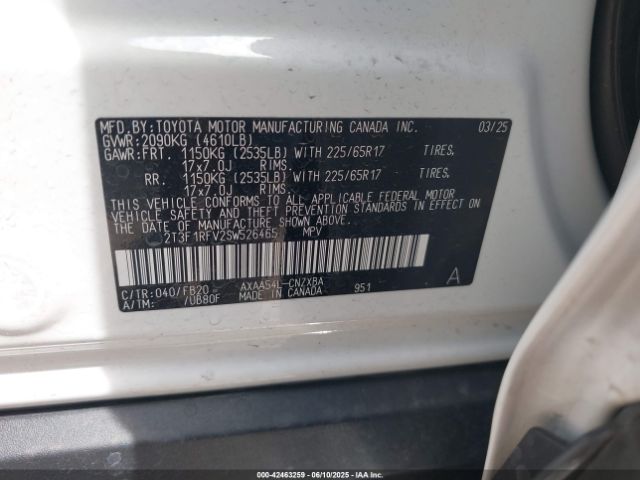 MFD.BY:TOYOTA MOTOR MANUFACTURING CANADA INC. 03/25
GVWR:2090KG (4610LB)
GAWR:FRT. 1150KG (2535LB) WITH 225/65R17 TIRES,
17x7.0J RIMS,
RR. 1150KG (2535LB) WITH 225/65R17 TIRES,
17x7.0J RIMS,
THIS VEHICLE CONFORMS TO ALL APPLICABLE FEDERAL MOTOR
VEHICLE SAFETY AND THEFT PREVENTION STANDARDS IN EFFECT
ON THE DATE OF MANUFACTURE SHOWN ABOVE.
2T3F1RFV2SW526465 MPV
C/TR:040/FB20 AXAA54L-CNZXBA A
A/TM: /UB80F MADE IN CANADA 951
000-42463259 - 06/10/2025 - IAAI.COM